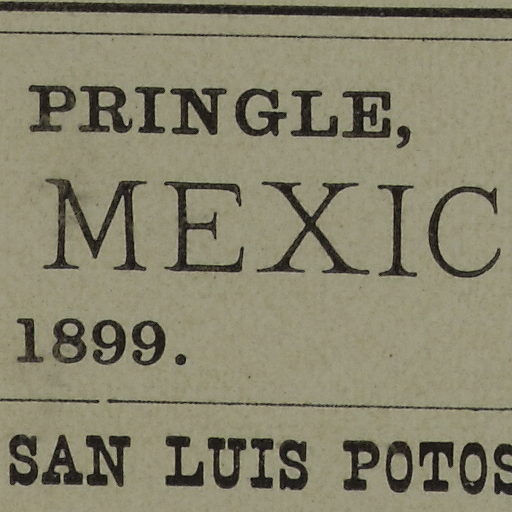 PRINGLE,
MEXIC
1899.
SAN LUIS POTOS